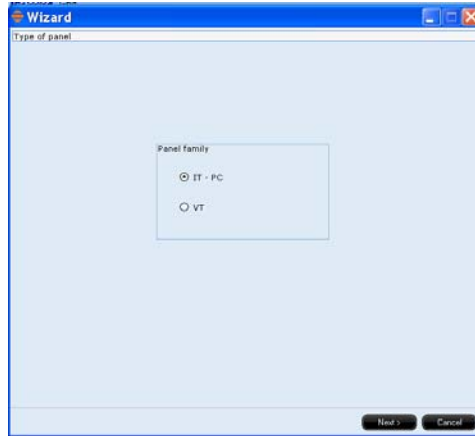 Wizard
Type of panel
Panel family
IT - PC
VT
Next >
Cancel